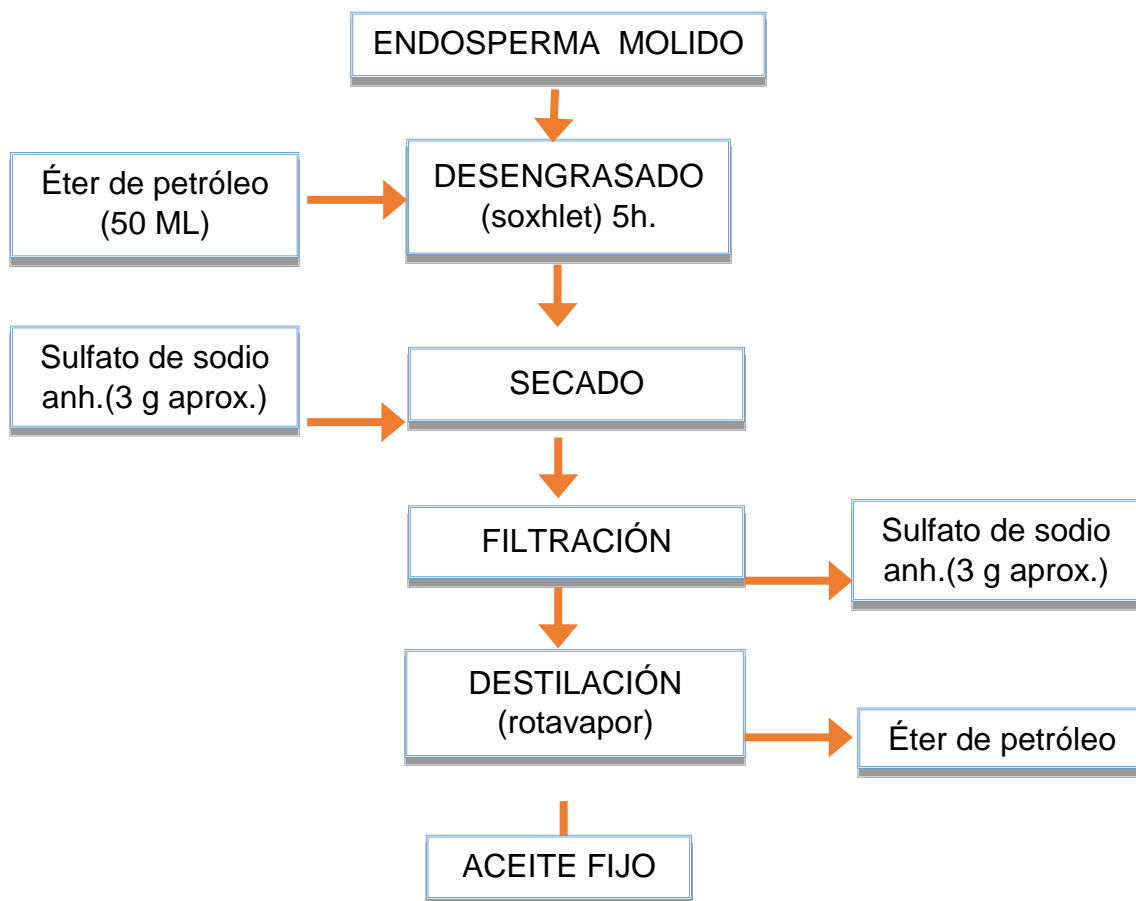 ENDOSPERMA MOLIDO
Éter de petróleo
(50 ML)
DESENGRASADO
(soxhlet) 5h.
Sulfato de sodio
anh.(3 g aprox.)
SECADO
FILTRACIÓN
Sulfato de sodio
anh.(3 g aprox.)
DESTILACIÓN
(rotavapor)
Éter de petróleo
ACEITE FIJO